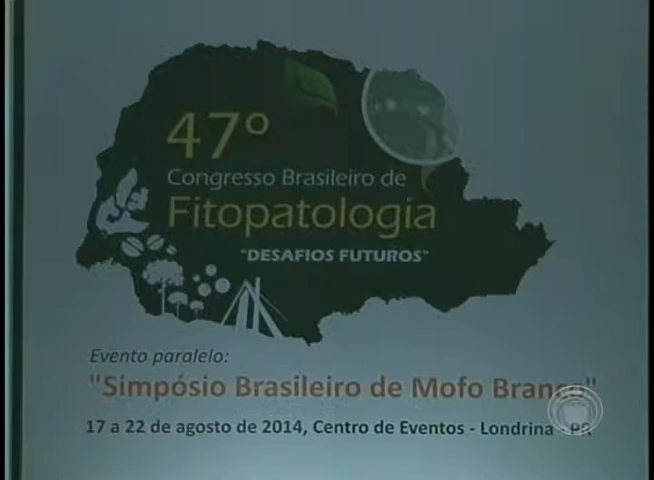 47º
Congresso Brasileiro de
Fitopatologia
"DESAFIOS FUTUROS"
Evento paralelo:
"Simpósio Brasileiro de Mofo Branco"
17 a 22 de agosto de 2014, Centro de Eventos - Londrina - PR